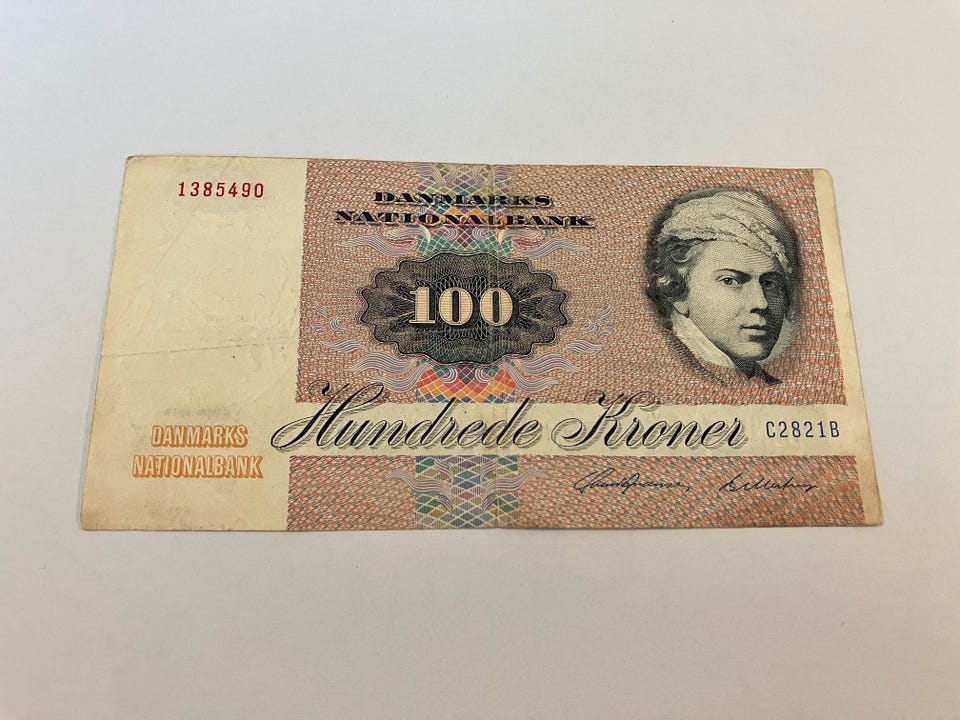 1385490
DANMARKS
NATIONALBANK
100
Hundrede Kroner
C2821B
DANMARKS
NATIONALBANK